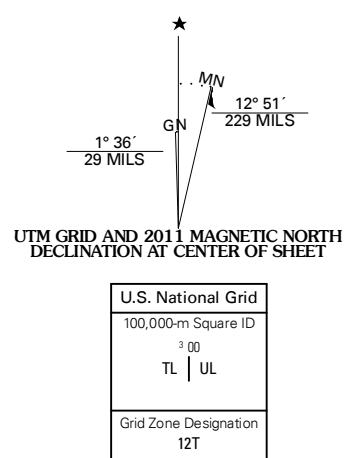 ★
MN
GN
12° 51´
229 MILS
1° 36´
29 MILS
UTM GRID AND 2011 MAGNETIC NORTH
DECLINATION AT CENTER OF SHEET
U.S. National Grid
100,000-m Square ID
3 00
TL | UL
Grid Zone Designation
12T